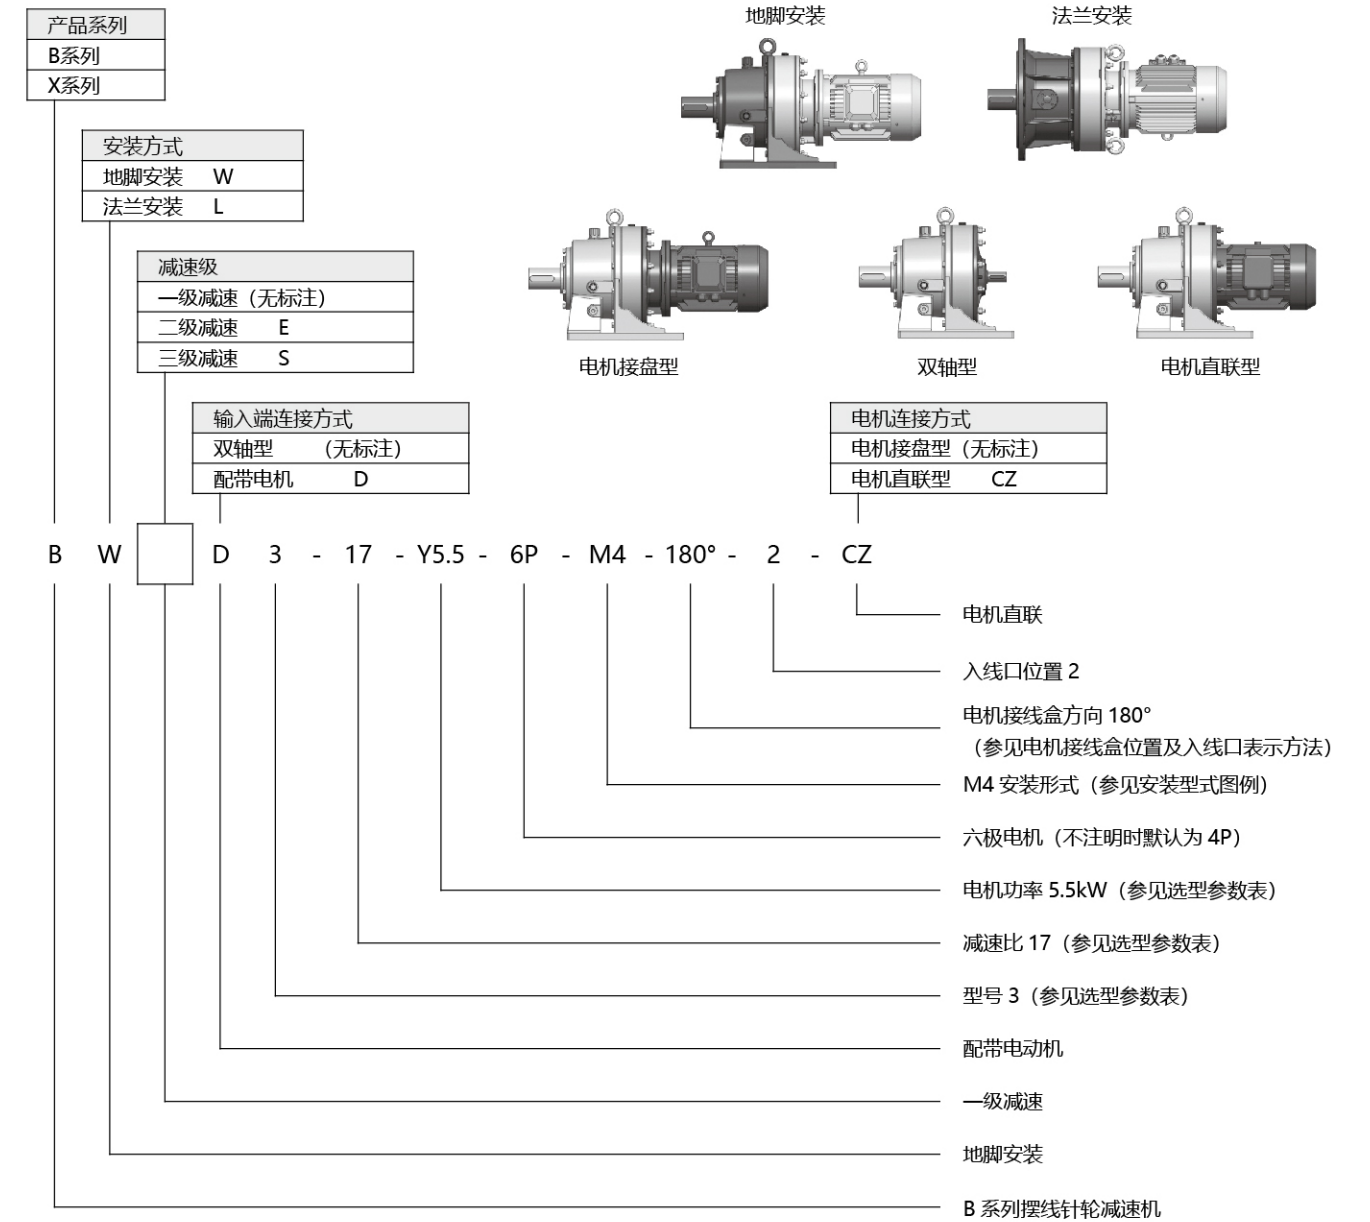 产品系列
B系列
X系列
地脚安装
法兰安装
安装方式
地脚安装 W
法兰安装 L
减速级
一级减速（无标注）
二级减速 E
三级减速 S
电机接盘型
双轴型
电机直联型
输入端连接方式
双轴型 （无标注）
配带电机 D
电机连接方式
电机接盘型（无标注）
电机直联型 CZ
B W D 3 - 17 - Y5.5 - 6P - M4 - 180° - 2 - CZ
电机直联
入线口位置 2
电机接线盒方向 180°
（参见电机接线盒位置及入线口表示方法）
M4 安装形式（参见安装型式图例）
六极电机（不注明时默认为 4P）
电机功率 5.5kW（参见选型参数表）
减速比 17（参见选型参数表）
型号 3（参见选型参数表）
配带电动机
一级减速
地脚安装
B 系列摆线针轮减速机